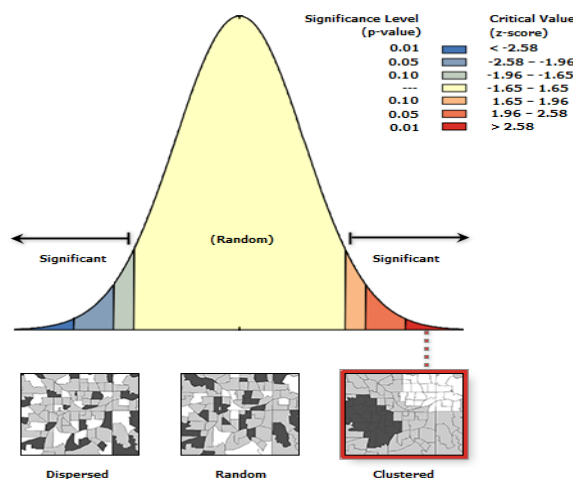 Significance Level Critical Value
(p-value) (z-score)
0.01 < -2.58
0.05 -2.58 – -1.96
0.10 -1.96 – -1.65
--- -1.65 – 1.65
0.10 1.65 – 1.96
0.05 1.96 – 2.58
0.01 > 2.58
(Random)
Significant Significant
Dispersed Random Clustered